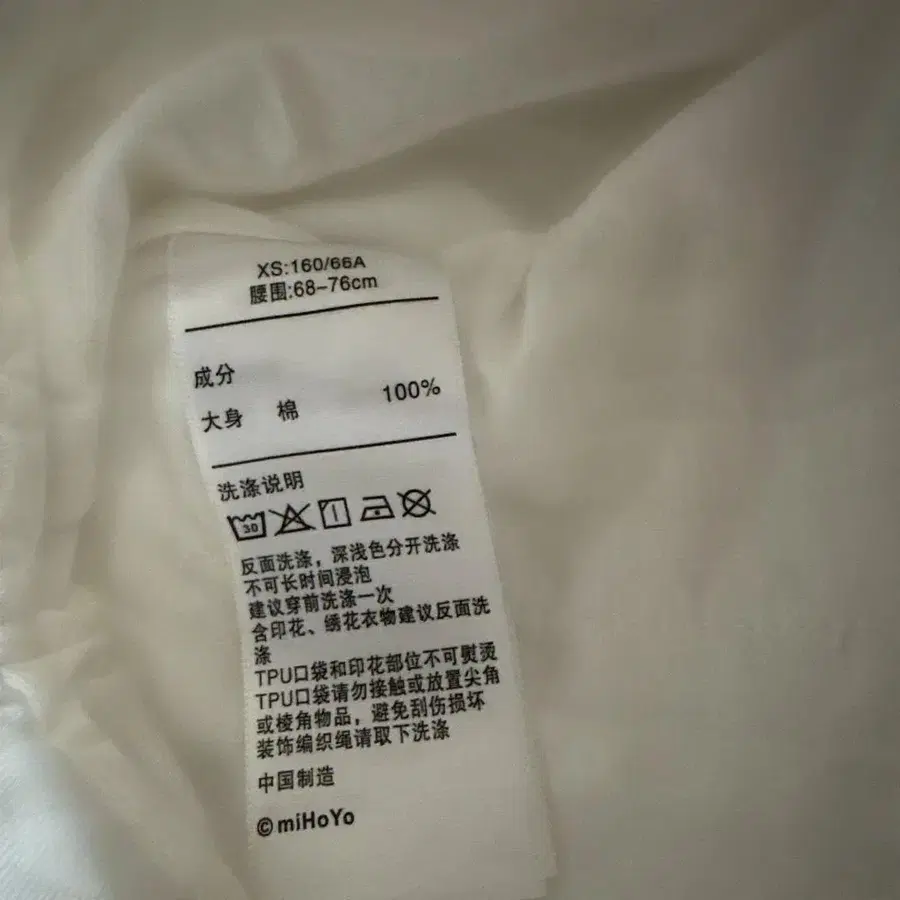 XS:160/66A
腰围:68-76cm
成分
大身 棉 100%
洗涤说明
30
反面洗涤，深浅色分开洗涤
不可长时间浸泡
建议穿前洗涤一次
含印花、绣花衣物建议反面洗
涤
TPU口袋和印花部位不可熨烫
TPU口袋请勿接触或放置尖角
或棱角物品，避免刮伤损坏
装饰编织绳请取下洗涤
中国制造
©miHoYo